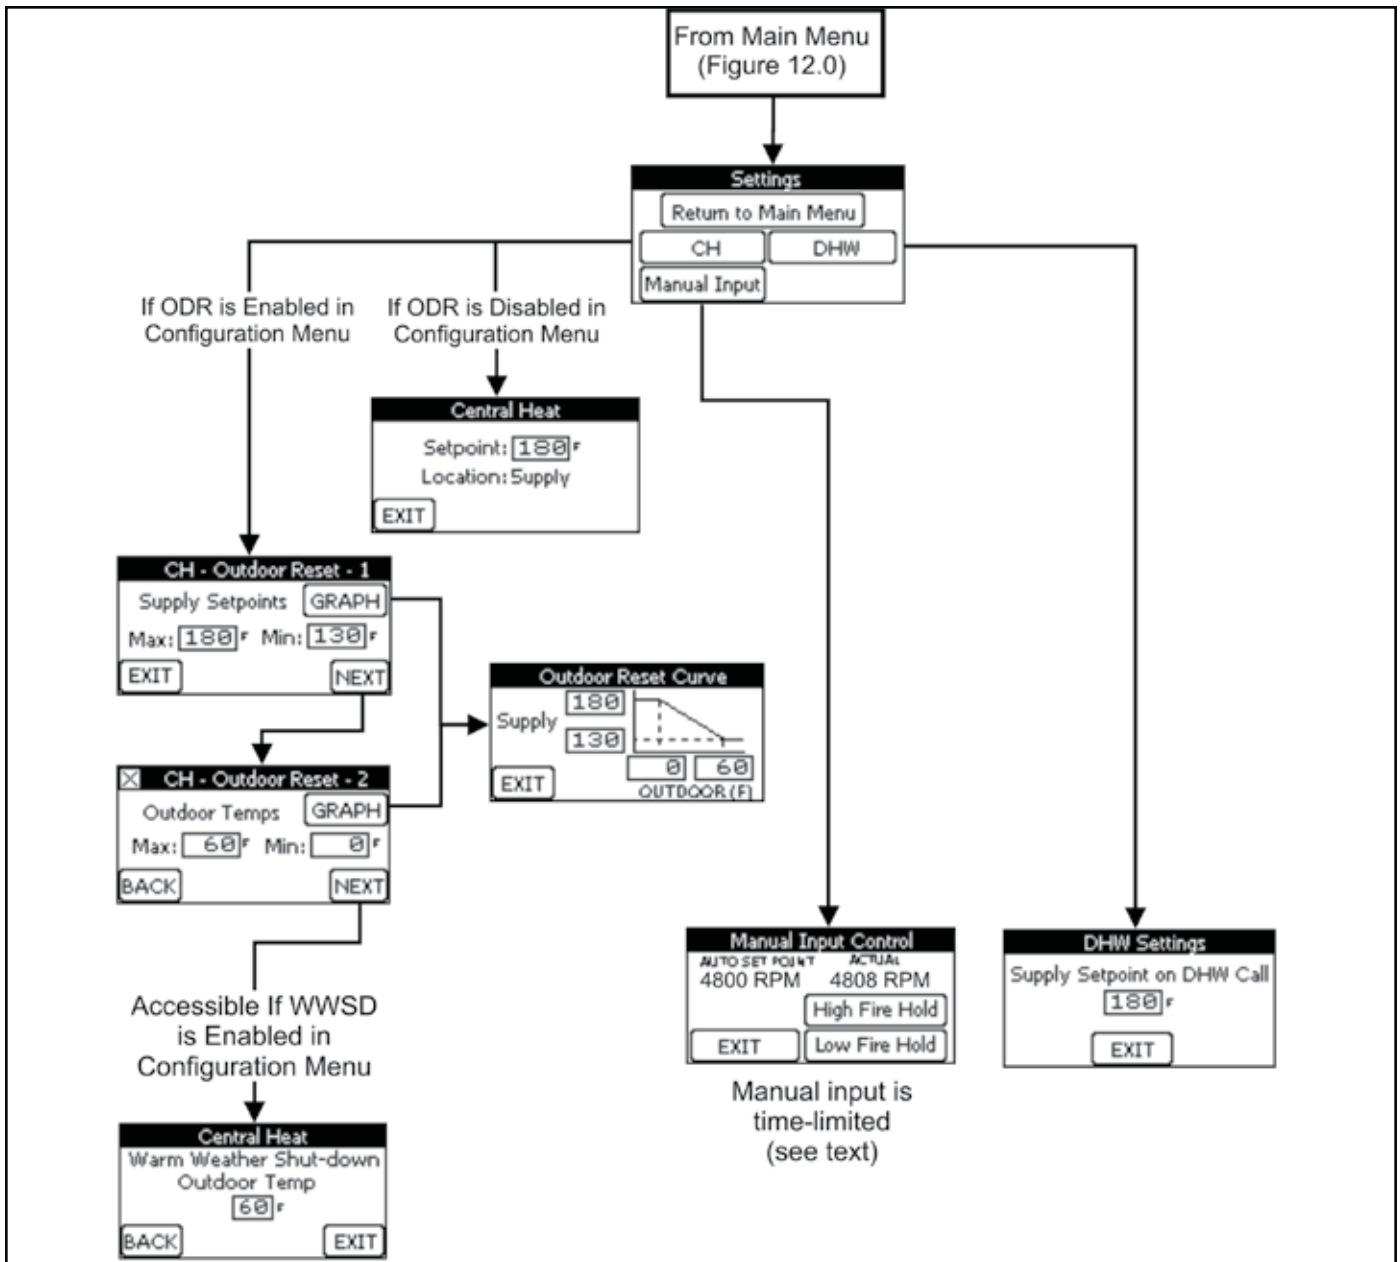 From Main Menu
(Figure 12.0)
Settings
Return to Main Menu
CH DHW
Manual Input
If ODR is Enabled in
Configuration Menu
If ODR is Disabled in
Configuration Menu
Central Heat
Setpoint: 180 F
Location: Supply
EXIT
CH - Outdoor Reset - 1
Supply Setpoints GRAPH
Max: 180 F Min: 130 F
EXIT NEXT
Outdoor Reset Curve
Supply
180
130
0 60
EXIT
OUTDOOR (F)
CH - Outdoor Reset - 2
Outdoor Temps GRAPH
Max: 60 F Min: 0 F
BACK NEXT
Accessible If WWSD
is Enabled in
Configuration Menu
Central Heat
Warm Weather Shut-down
Outdoor Temp
60 F
BACK EXIT
Manual Input Control
AUTO SET POINT ACTUAL
4800 RPM 4808 RPM
High Fire Hold
EXIT Low Fire Hold
Manual input is
time-limited
(see text)
DHW Settings
Supply Setpoint on DHW Call
180 F
EXIT